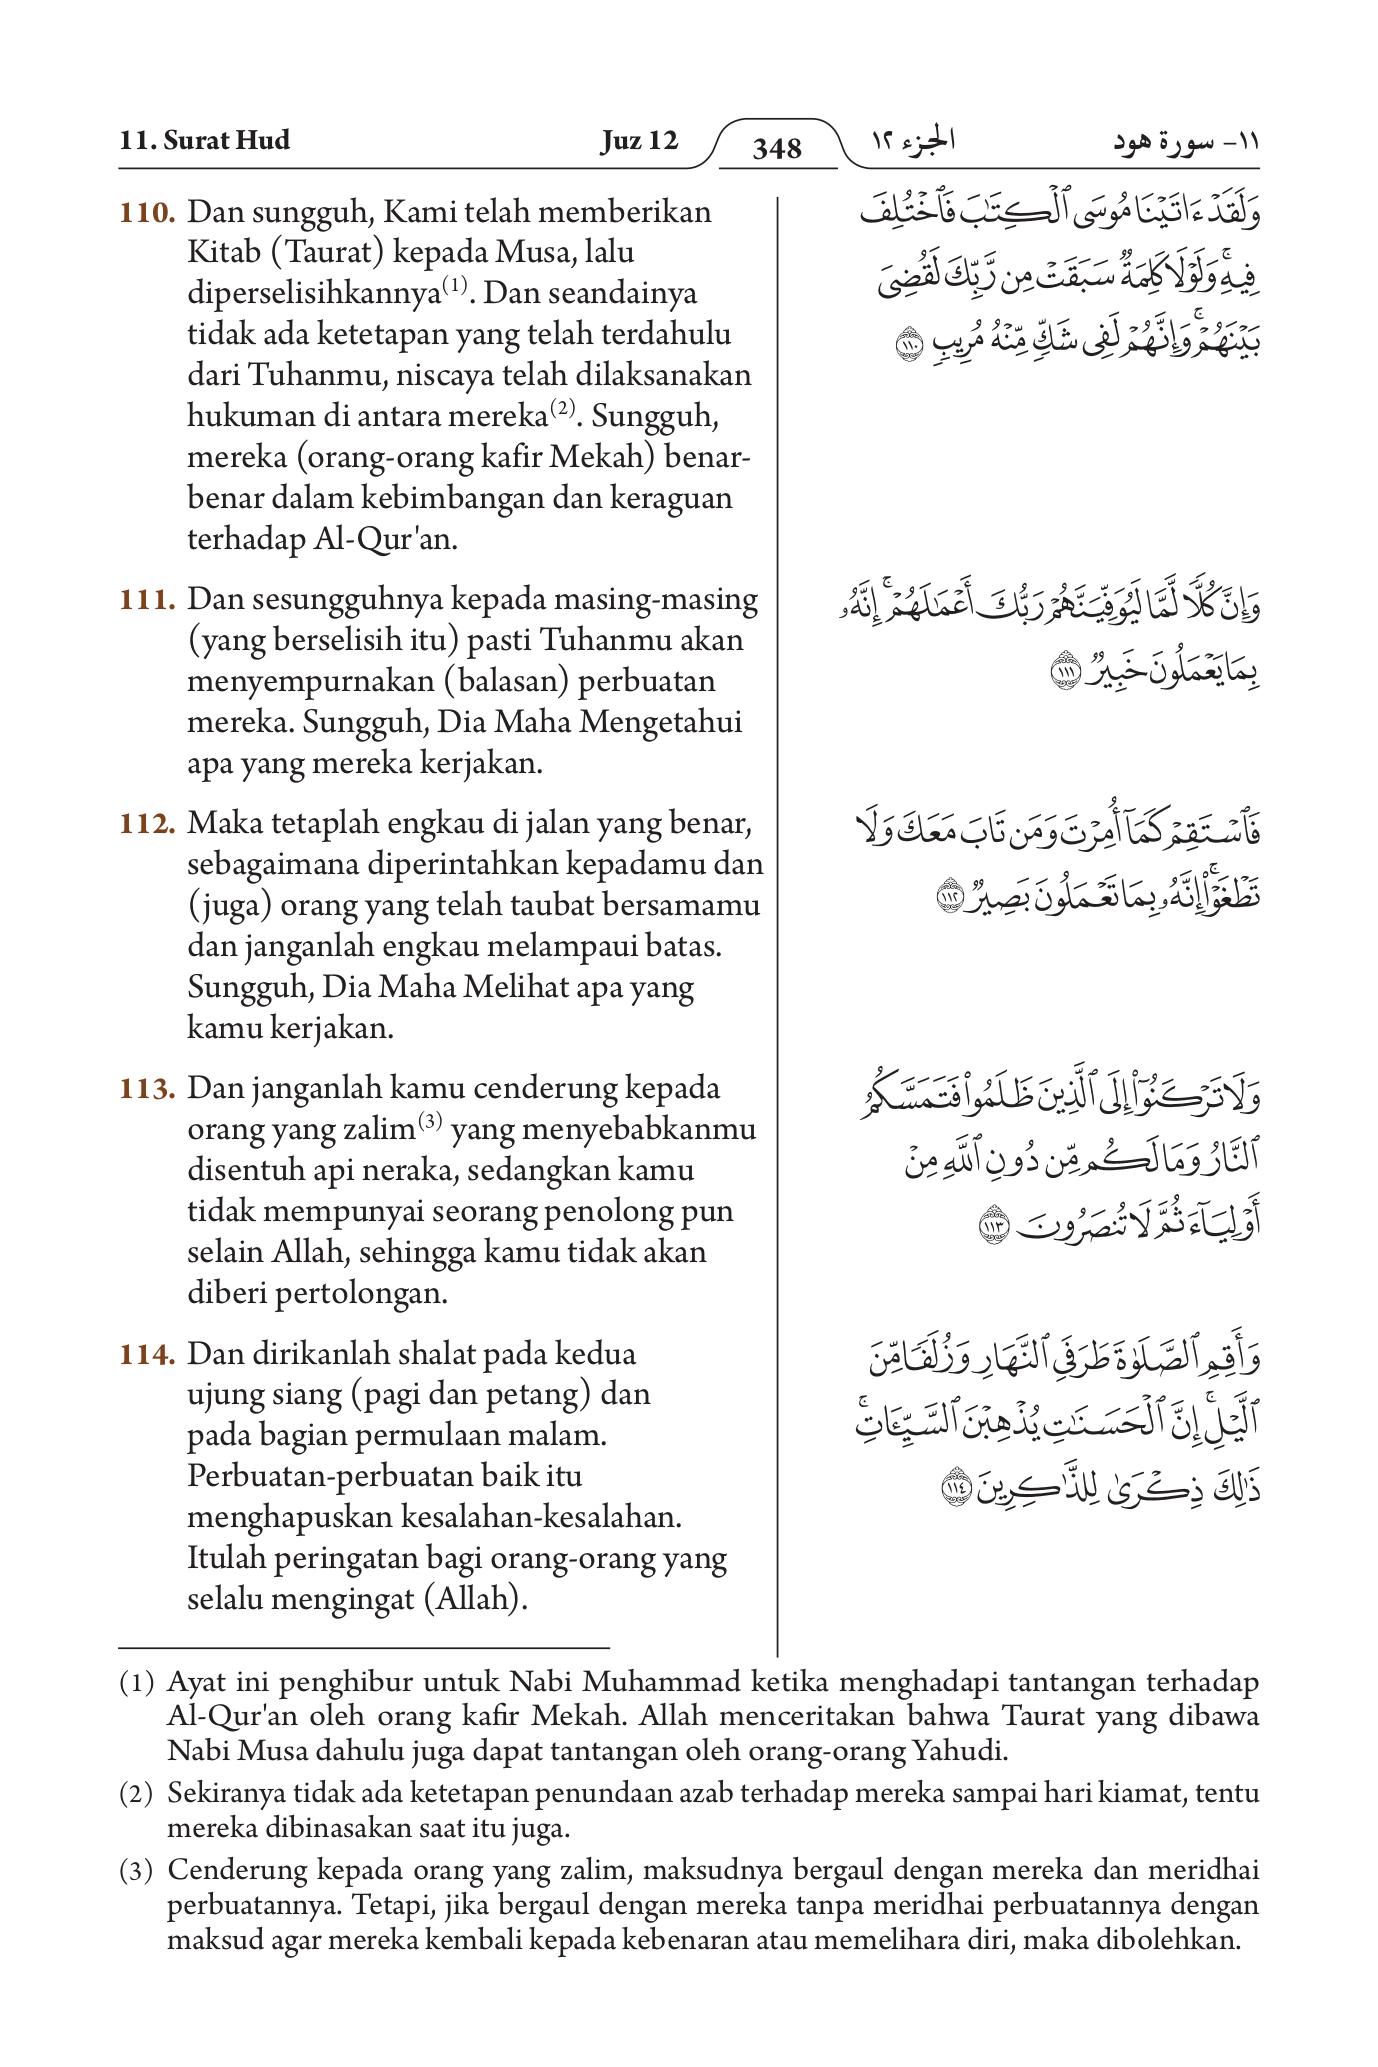 11. Surat Hud
Juz 12
348
الجزء ١٢
١١- سورة هود
110. Dan sungguh, Kami telah memberikan
Kitab (Taurat) kepada Musa, lalu
diperselisihkannya(1). Dan seandainya
tidak ada ketetapan yang telah terdahulu
dari Tuhanmu, niscaya telah dilaksanakan
hukuman di antara mereka(2). Sungguh,
mereka (orang-orang kafir Mekah) benar-
benar dalam kebimbangan dan keraguan
terhadap Al-Qur'an.
111. Dan sesungguhnya kepada masing-masing
(yang berselisih itu) pasti Tuhanmu akan
menyempurnakan (balasan) perbuatan
mereka. Sungguh, Dia Maha Mengetahui
apa yang mereka kerjakan.
112. Maka tetaplah engkau di jalan yang benar,
sebagaimana diperintahkan kepadamu dan
(juga) orang yang telah taubat bersamamu
dan janganlah engkau melampaui batas.
Sungguh, Dia Maha Melihat apa yang
kamu kerjakan.
113. Dan janganlah kamu cenderung kepada
orang yang zalim(3) yang menyebabkanmu
disentuh api neraka, sedangkan kamu
tidak mempunyai seorang penolong pun
selain Allah, sehingga kamu tidak akan
diberi pertolongan.
114. Dan dirikanlah shalat pada kedua
ujung siang (pagi dan petang) dan
pada bagian permulaan malam.
Perbuatan-perbuatan baik itu
menghapuskan kesalahan-kesalahan.
Itulah peringatan bagi orang-orang yang
selalu mengingat (Allah).
وَلَقَدْ ءَاتَيْنَا مُوسَى ٱلْكِتَٰبَ فَٱخْتُلِفَ
فِيهِ ۚ وَلَوْلَا كَلِمَةٌ سَبَقَتْ مِن رَّبِّكَ لَقُضِىَ
بَيْنَهُمْ ۚ وَإِنَّهُمْ لَفِى شَكٍّ مِّنْهُ مُرِيبٍ ١١٠
وَإِنَّ كُلًّا لَّمَّا لَيُوَفِّيَنَّهُمْ رَبُّكَ أَعْمَٰلَهُمْ ۚ إِنَّهُۥ
بِمَا يَعْمَلُونَ خَبِيرٌ ١١١
فَٱسْتَقِمْ كَمَآ أُمِرْتَ وَمَن تَابَ مَعَكَ وَلَا
تَطْغَوْا۟ ۚ إِنَّهُۥ بِمَا تَعْمَلُونَ بَصِيرٌ ١١٢
وَلَا تَرْكَنُوٓا۟ إِلَى ٱلَّذِينَ ظَلَمُوا۟ فَتَمَسَّكُمُ
ٱلنَّارُ وَمَا لَكُم مِّن دُونِ ٱللَّهِ مِنْ
أَوْلِيَآءَ ثُمَّ لَا تُنصَرُونَ ١١٣
وَأَقِمِ ٱلصَّلَوٰةَ طَرَفَىِ ٱلنَّهَارِ وَزُلَفًا مِّنَ
ٱلَّيْلِ ۚ إِنَّ ٱلْحَسَنَٰتِ يُذْهِبْنَ ٱلسَّيِّـَٔاتِ ۚ
ذَٰلِكَ ذِكْرَىٰ لِلذَّٰكِرِينَ ١١٤
(1) Ayat ini penghibur untuk Nabi Muhammad ketika menghadapi tantangan terhadap
Al-Qur'an oleh orang kafir Mekah. Allah menceritakan bahwa Taurat yang dibawa
Nabi Musa dahulu juga dapat tantangan oleh orang-orang Yahudi.
(2) Sekiranya tidak ada ketetapan penundaan azab terhadap mereka sampai hari kiamat, tentu
mereka dibinasakan saat itu juga.
(3) Cenderung kepada orang yang zalim, maksudnya bergaul dengan mereka dan meridhai
perbuatannya. Tetapi, jika bergaul dengan mereka tanpa meridhai perbuatannya dengan
maksud agar mereka kembali kepada kebenaran atau memelihara diri, maka dibolehkan.